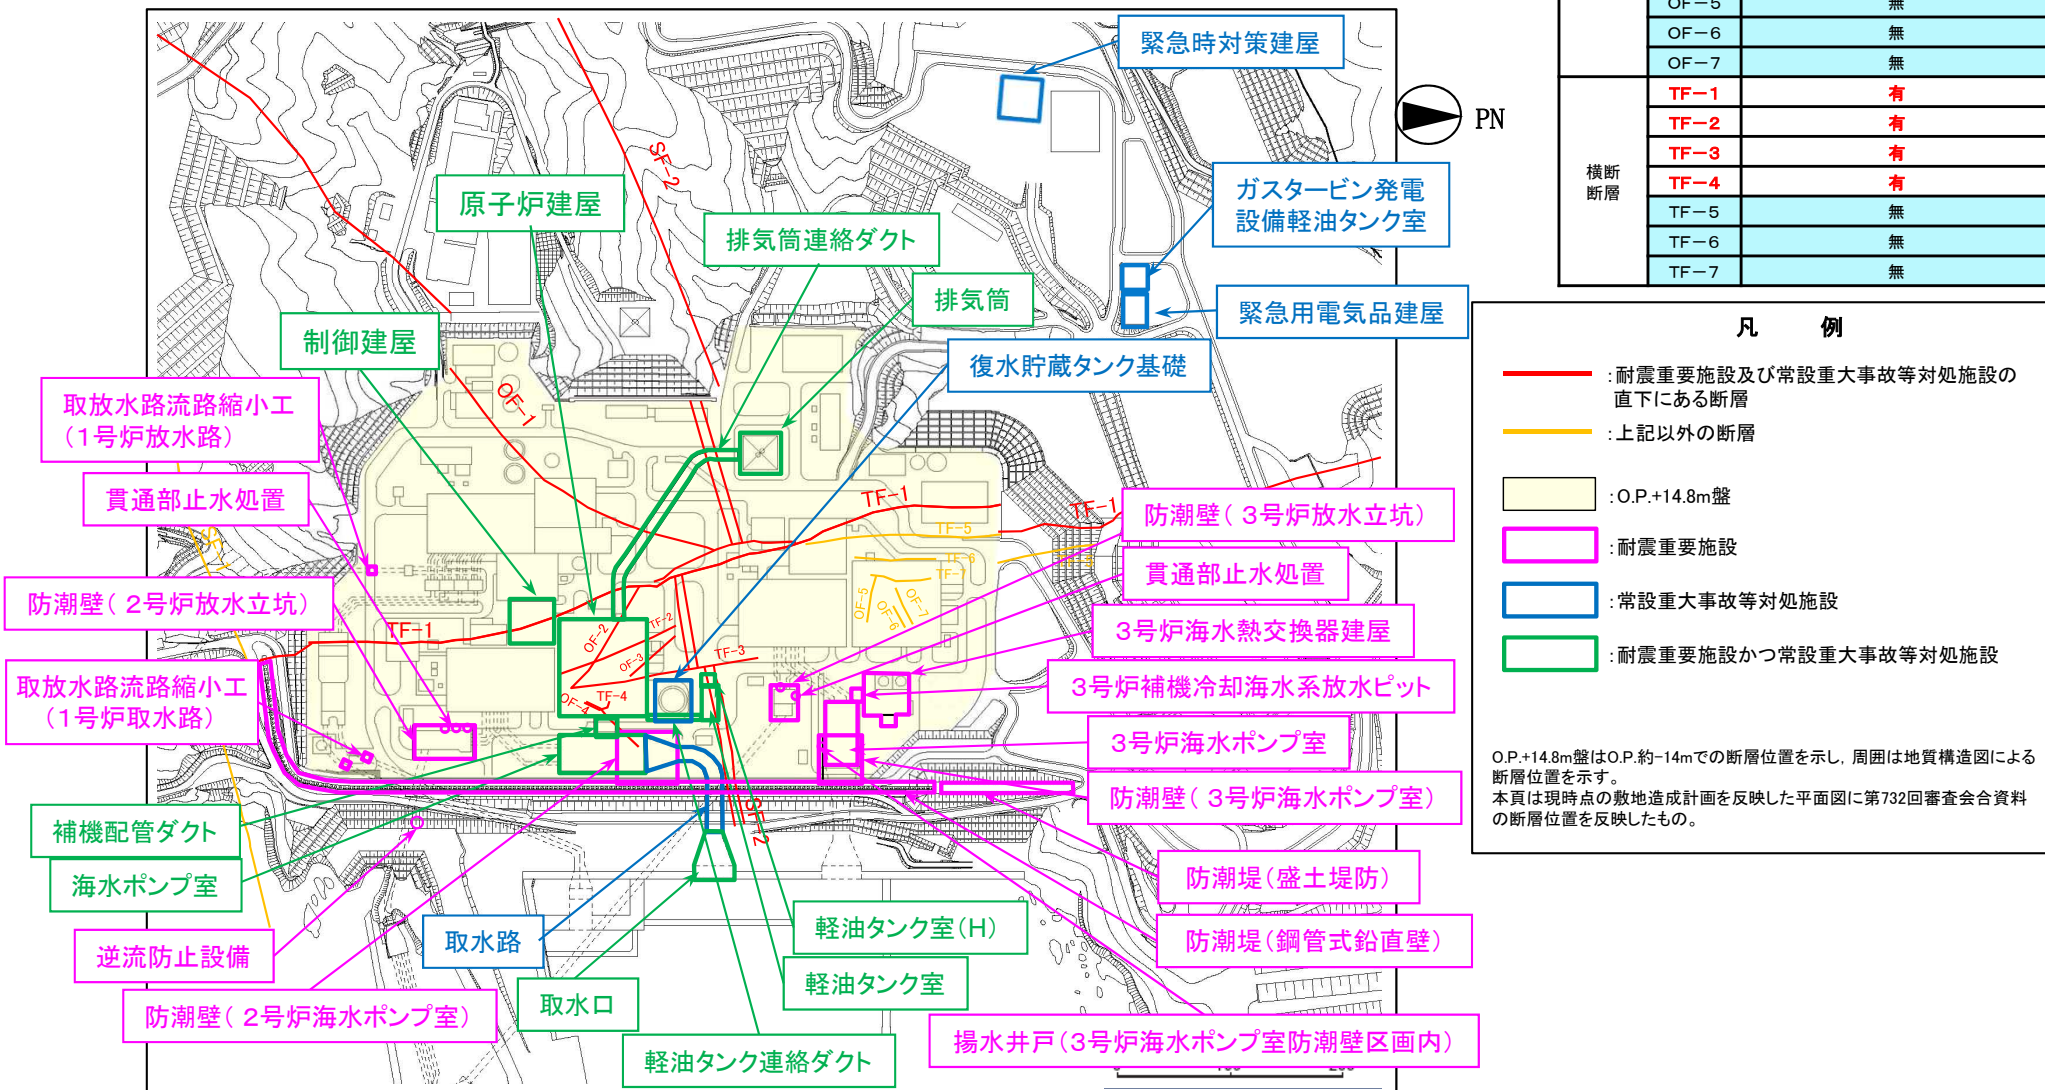 緊急時対策建屋
PN
ガスタービン発電
設備軽油タンク室
緊急用電気品建屋
原子炉建屋
排気筒連絡ダクト
排気筒
制御建屋
復水貯蔵タンク基礎
取放水路流路縮小工
(1号炉放水路)
貫通部止水処置
防潮壁( 2号炉放水立坑)
取放水路流路縮小工
(1号炉取水路)
補機配管ダクト
海水ポンプ室
逆流防止設備
防潮壁( 2号炉海水ポンプ室)
取水路
取水口
軽油タンク室(H)
軽油タンク室
軽油タンク連絡ダクト
防潮壁( 3号炉放水立坑)
貫通部止水処置
3号炉海水熱交換器建屋
3号炉補機冷却海水系放水ピット
3号炉海水ポンプ室
防潮壁( 3号炉海水ポンプ室)
防潮堤(盛土堤防)
防潮堤(鋼管式鉛直壁)
揚水井戸(3号炉海水ポンプ室防潮壁区画内)
SF-2
OF-1
TF-1
TF-1
TF-1
TF-5
TF-6
TF-7
OF-5
OF-6
OF-7
OF-2
TF-2
OF-3
TF-3
TF-4
OF-4
SF-2
OF-5 無
OF-6 無
OF-7 無
横断
断層
TF-1 有
TF-2 有
TF-3 有
TF-4 有
TF-5 無
TF-6 無
TF-7 無
凡 例
:耐震重要施設及び常設重大事故等対処施設の
直下にある断層
:上記以外の断層
:O.P.+14.8m盤
:耐震重要施設
:常設重大事故等対処施設
:耐震重要施設かつ常設重大事故等対処施設
O.P.+14.8m盤はO.P.約-14mでの断層位置を示し，周囲は地質構造図による
断層位置を示す。
本頁は現時点の敷地造成計画を反映した平面図に第732回審査会合資料
の断層位置を反映したもの。